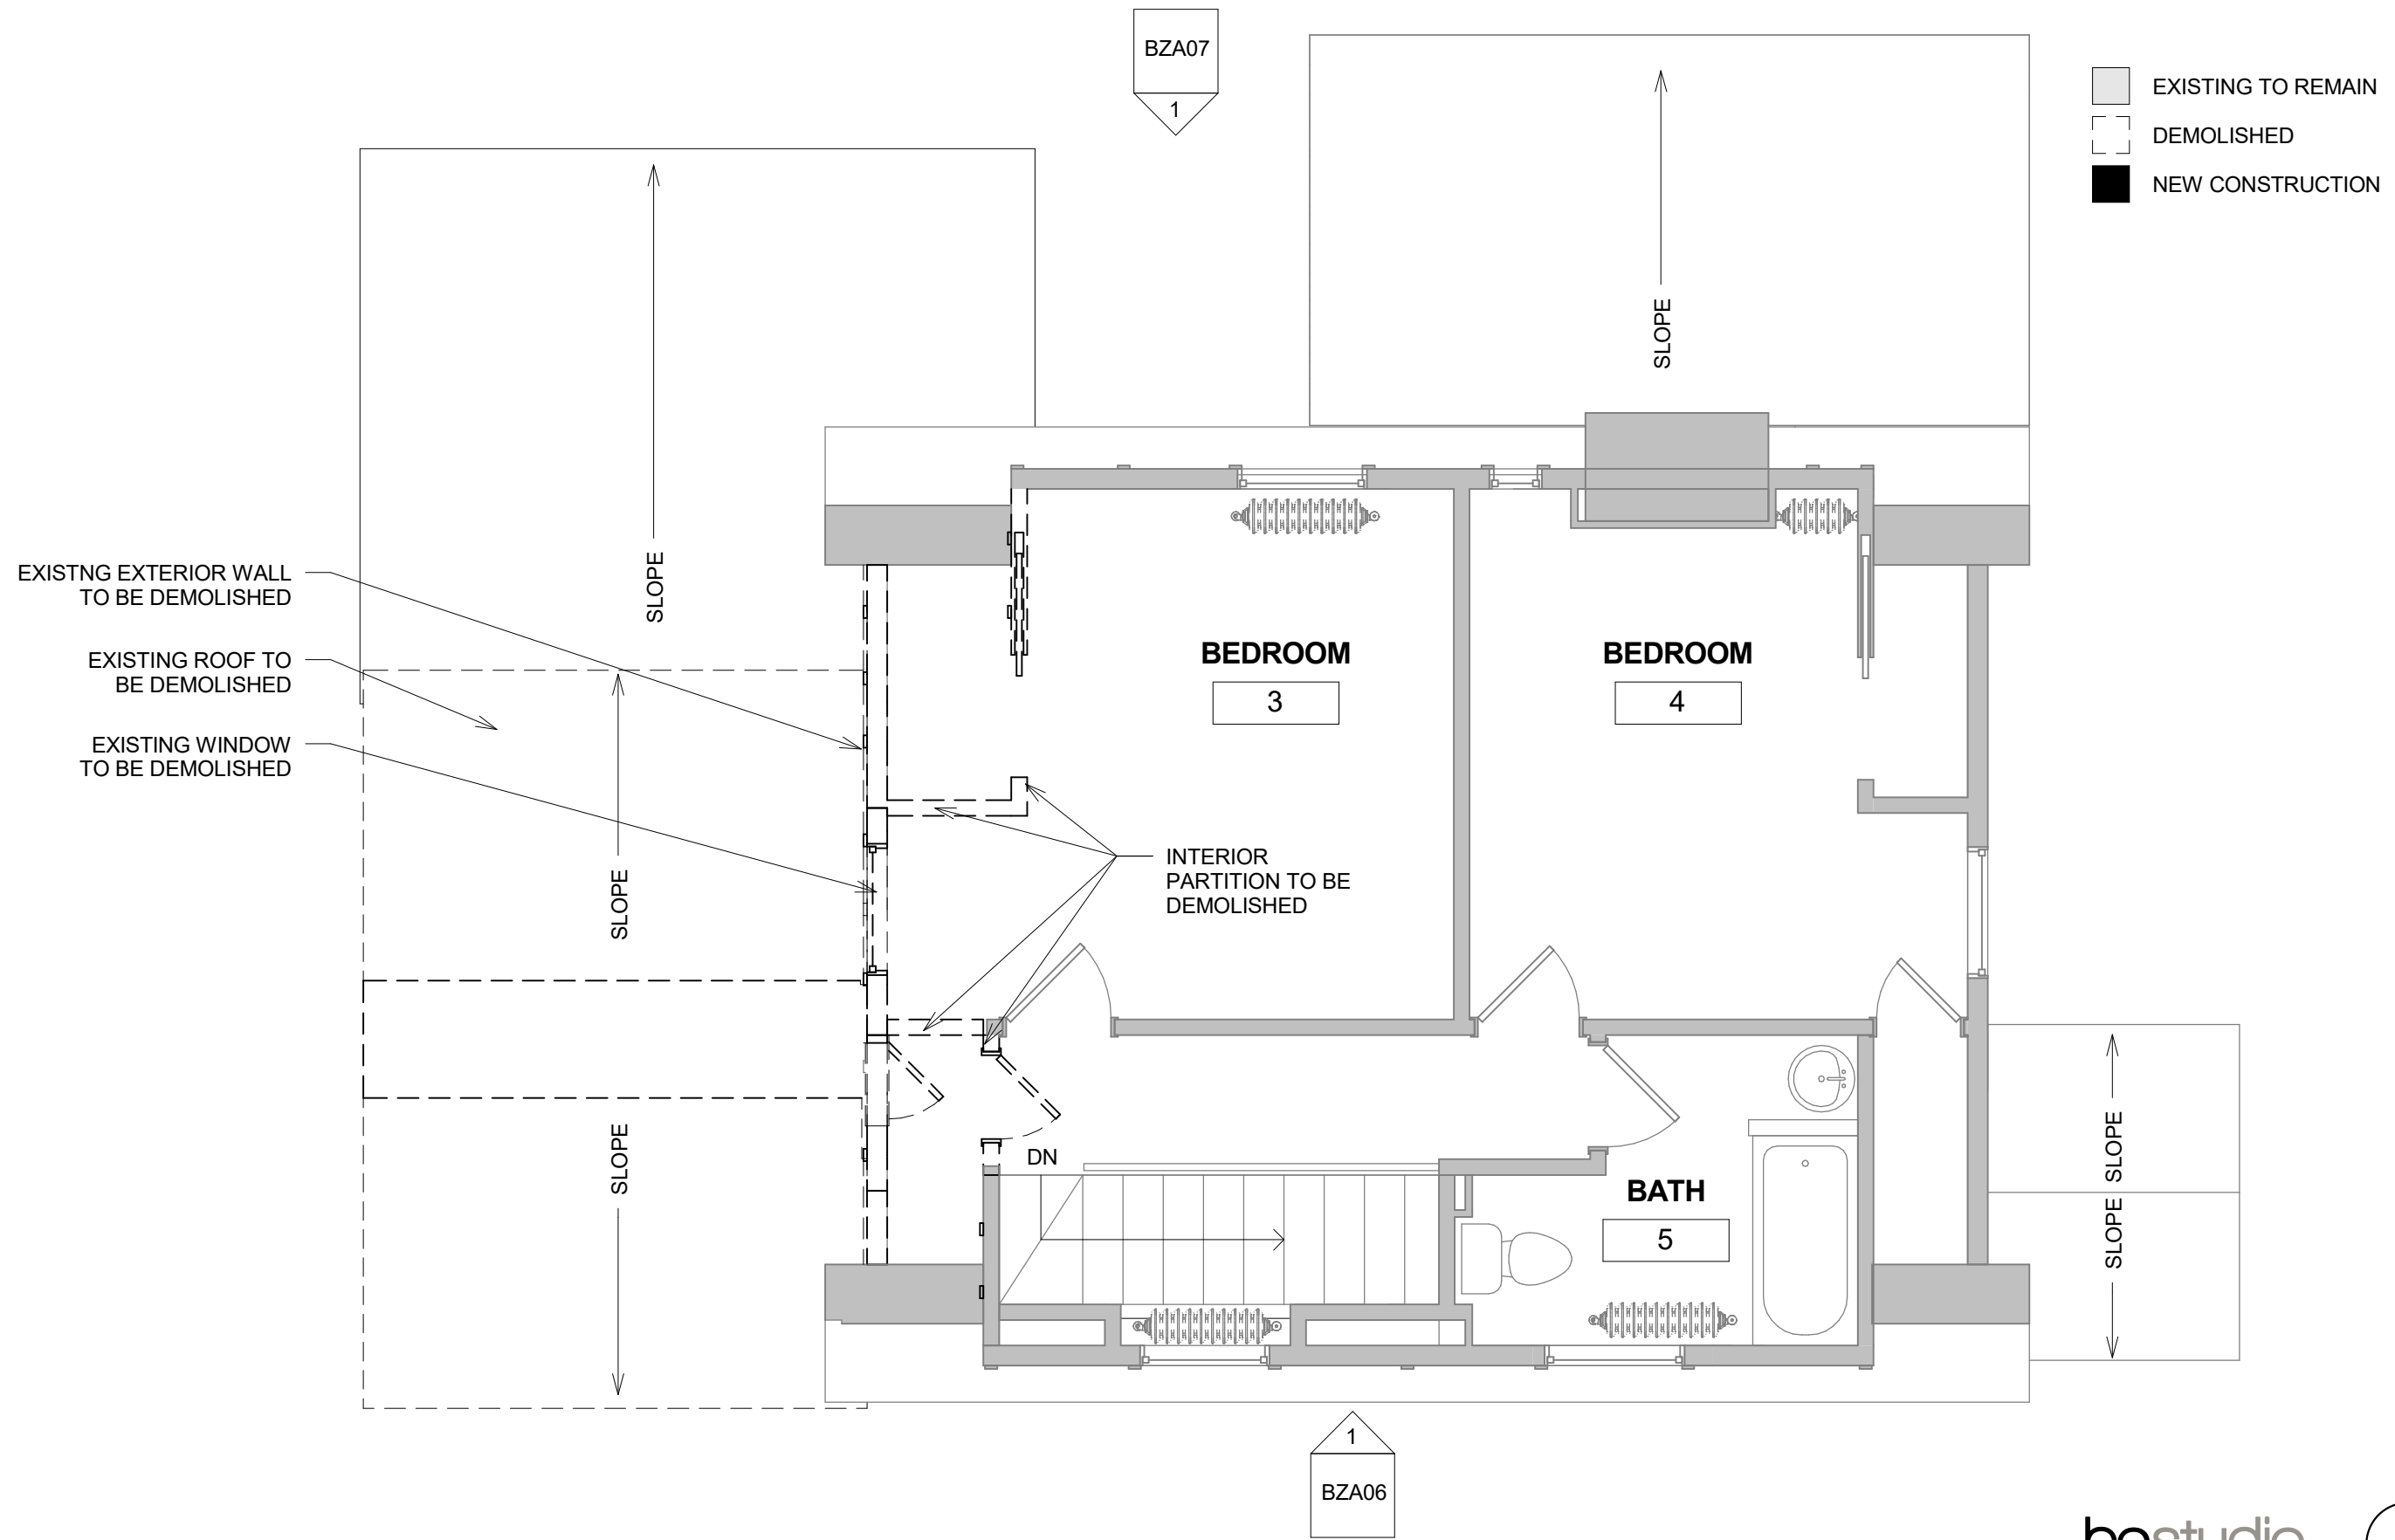 BZA07
1
EXISTING TO REMAIN
DEMOLISHED
NEW CONSTRUCTION
SLOPE
SLOPE
EXISTNG EXTERIOR WALL
TO BE DEMOLISHED
EXISTING ROOF TO
BE DEMOLISHED
EXISTING WINDOW
TO BE DEMOLISHED
BEDROOM
3
BEDROOM
4
INTERIOR
PARTITION TO BE
DEMOLISHED
SLOPE
SLOPE
DN
BATH
5
SLOPE
SLOPE
1
BZA06
bostudio